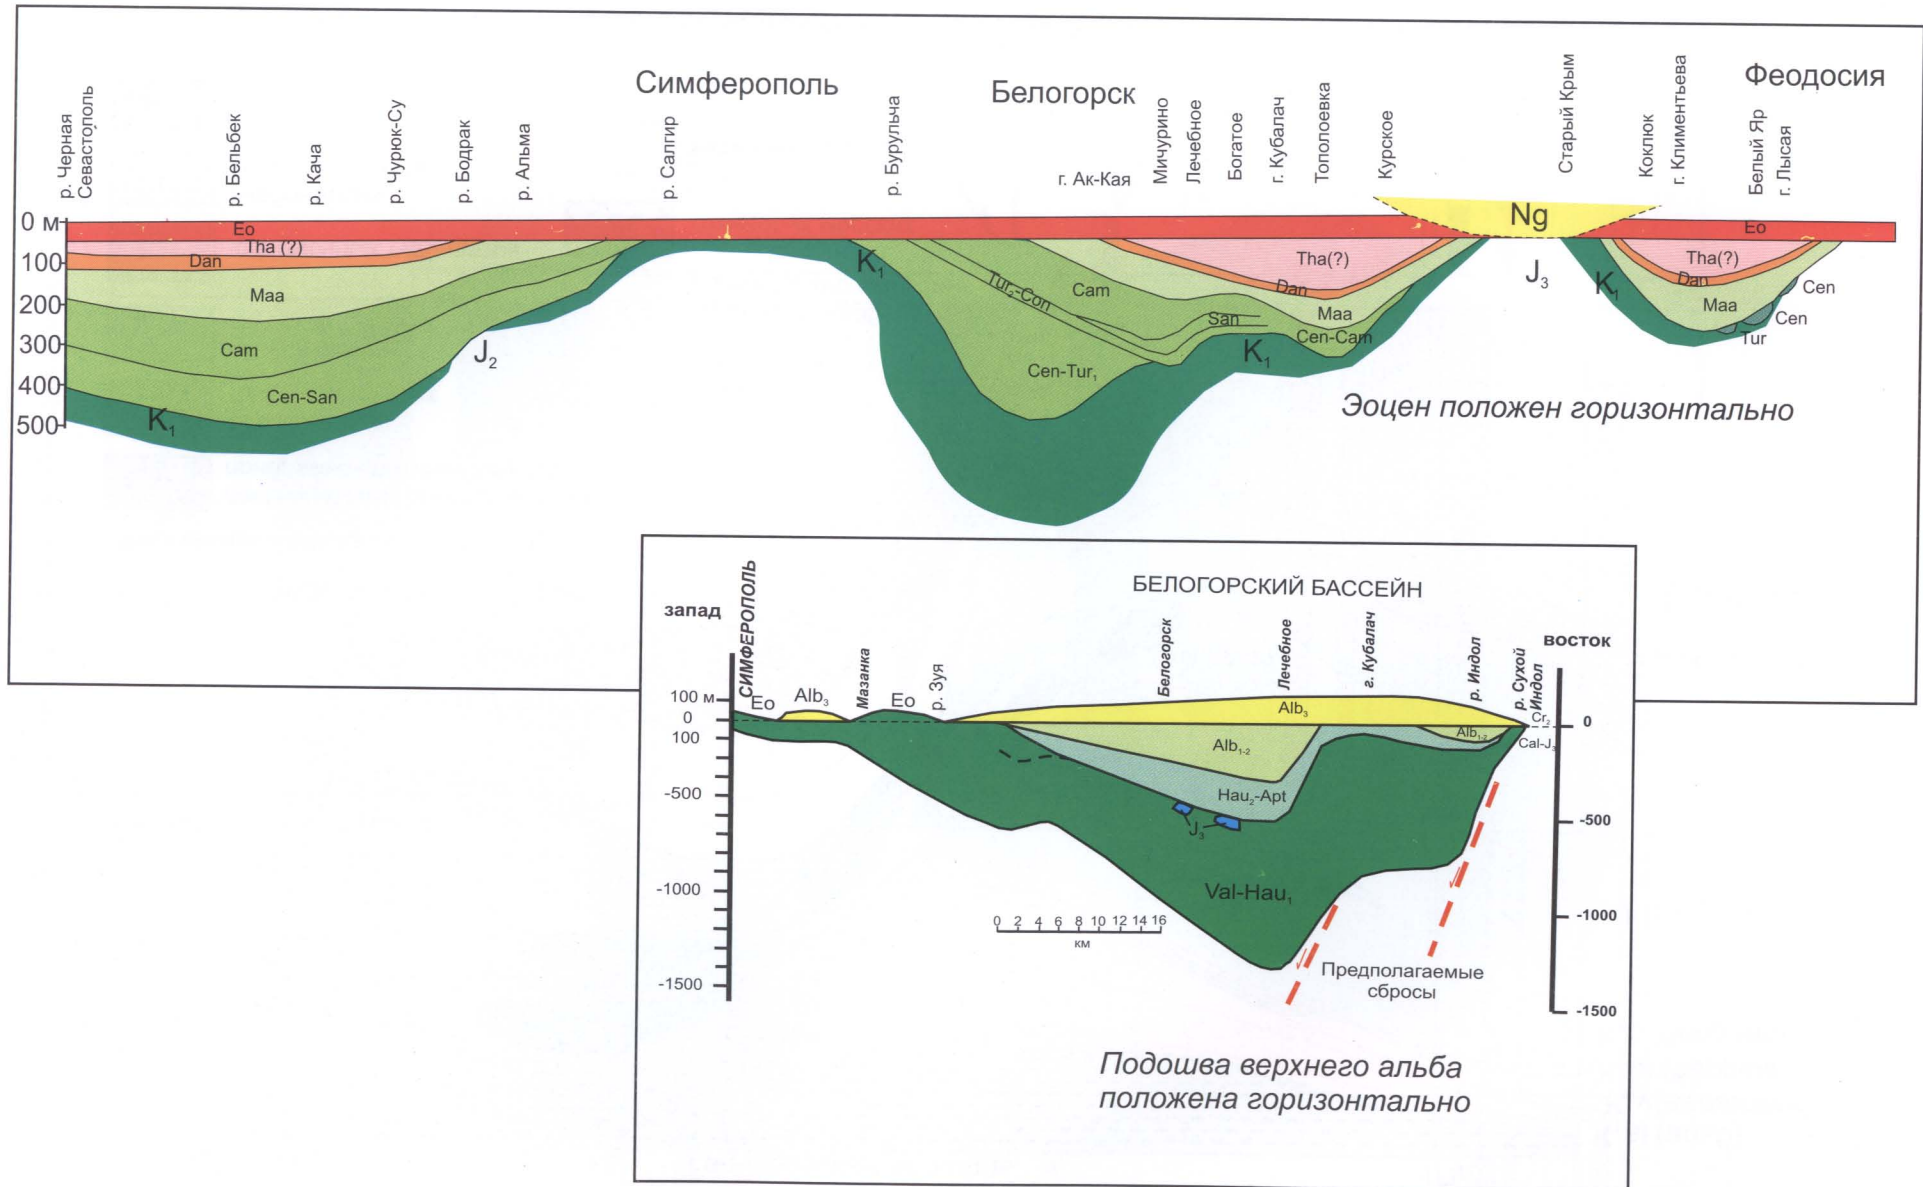 Симферополь
Белогорск
Феодосия
р. Черная
Севастополь
р. Бельбек
р. Кача
р. Чурюк-Су
р. Бодрак
р. Альма
р. Салгир
р. Бурульча
г. Ак-Кая
Мичурино
Лечебное
Богатое
г. Кубалач
Тополоевка
Курское
Старый Крым
Коклюк
г. Климентьева
Белый Яр
г. Лысая
0 м
100
200
300
400
500
Eo
Tha (?)
Dan
Maa
Cam
Cen-San
K₁
J₂
K₁
Tur₂-Con
Cam
Cen-Tur₁
San
K₁
Tha(?)
Dan
Maa
Cen-Cam
Ng
J₃
K₁
Eo
Tha(?)
Dan
Maa
Cen
Cen
Tur
Эоцен положен горизонтально
БЕЛОГОРСКИЙ БАССЕЙН
запад
восток
СИМФЕРОПОЛЬ
Мазанка
р. Зуя
Белогорск
Лечебное
г. Кубалач
р. Индол
р. Сухой
Индол
100 м
0
100
-500
-1000
-1500
Eo
Alb₃
Eo
Alb₃
Alb₁₋₂
Hau₂-Apt
J₃
Val-Hau₁
Alb₁₋₂
Cr₂
Cal-J₃
0
-500
-1000
-1500
0 2 4 6 8 10 12 14 16
км
Предполагаемые
сбросы
Подошва верхнего альба
положена горизонтально